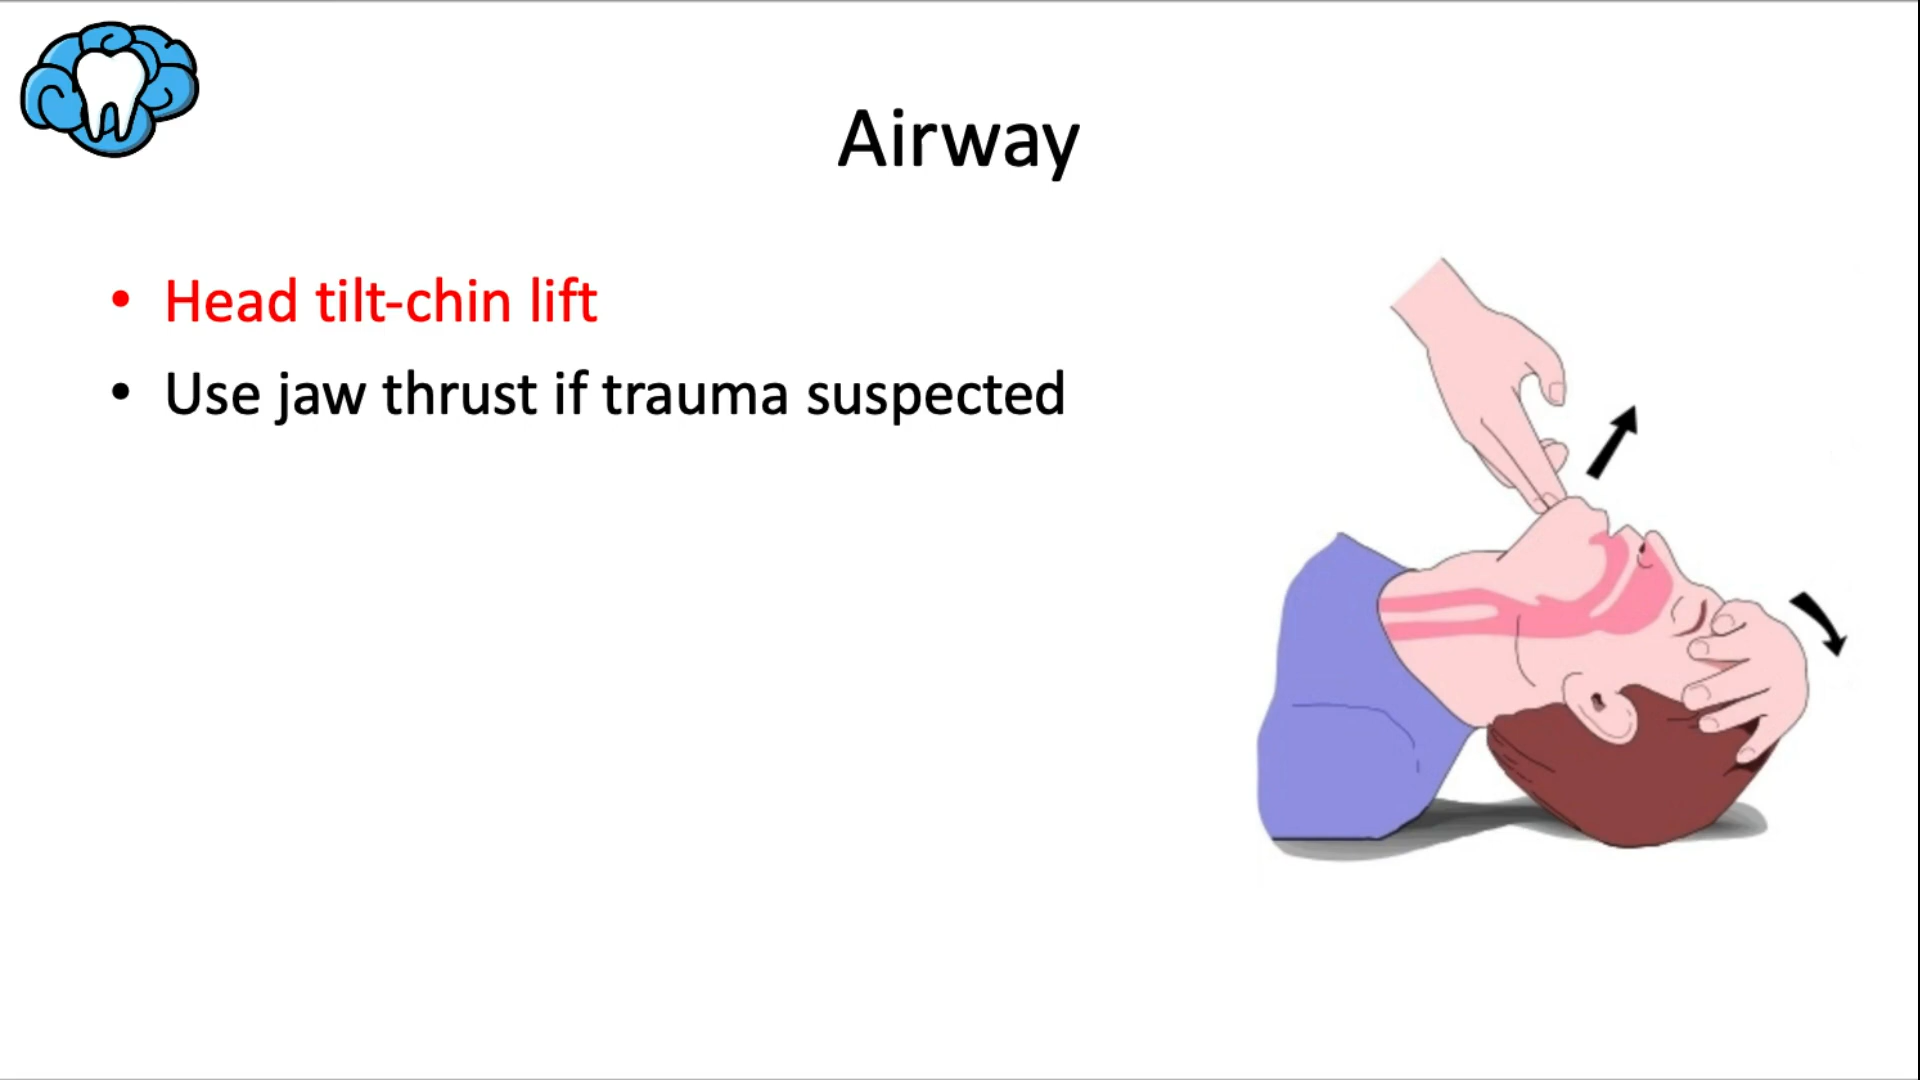 Airway
• Head tilt-chin lift
• Use jaw thrust if trauma suspected